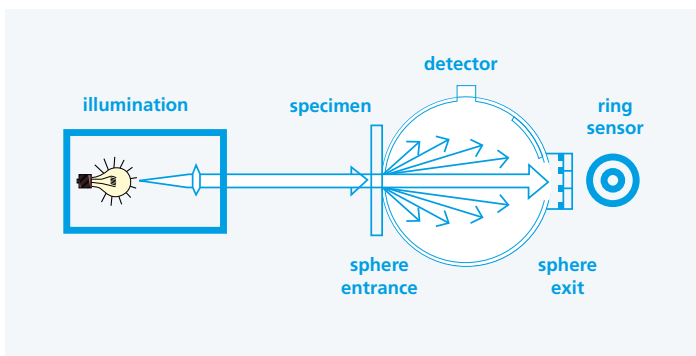 detector
illumination
specimen
ring
sensor
sphere
entrance
sphere
exit